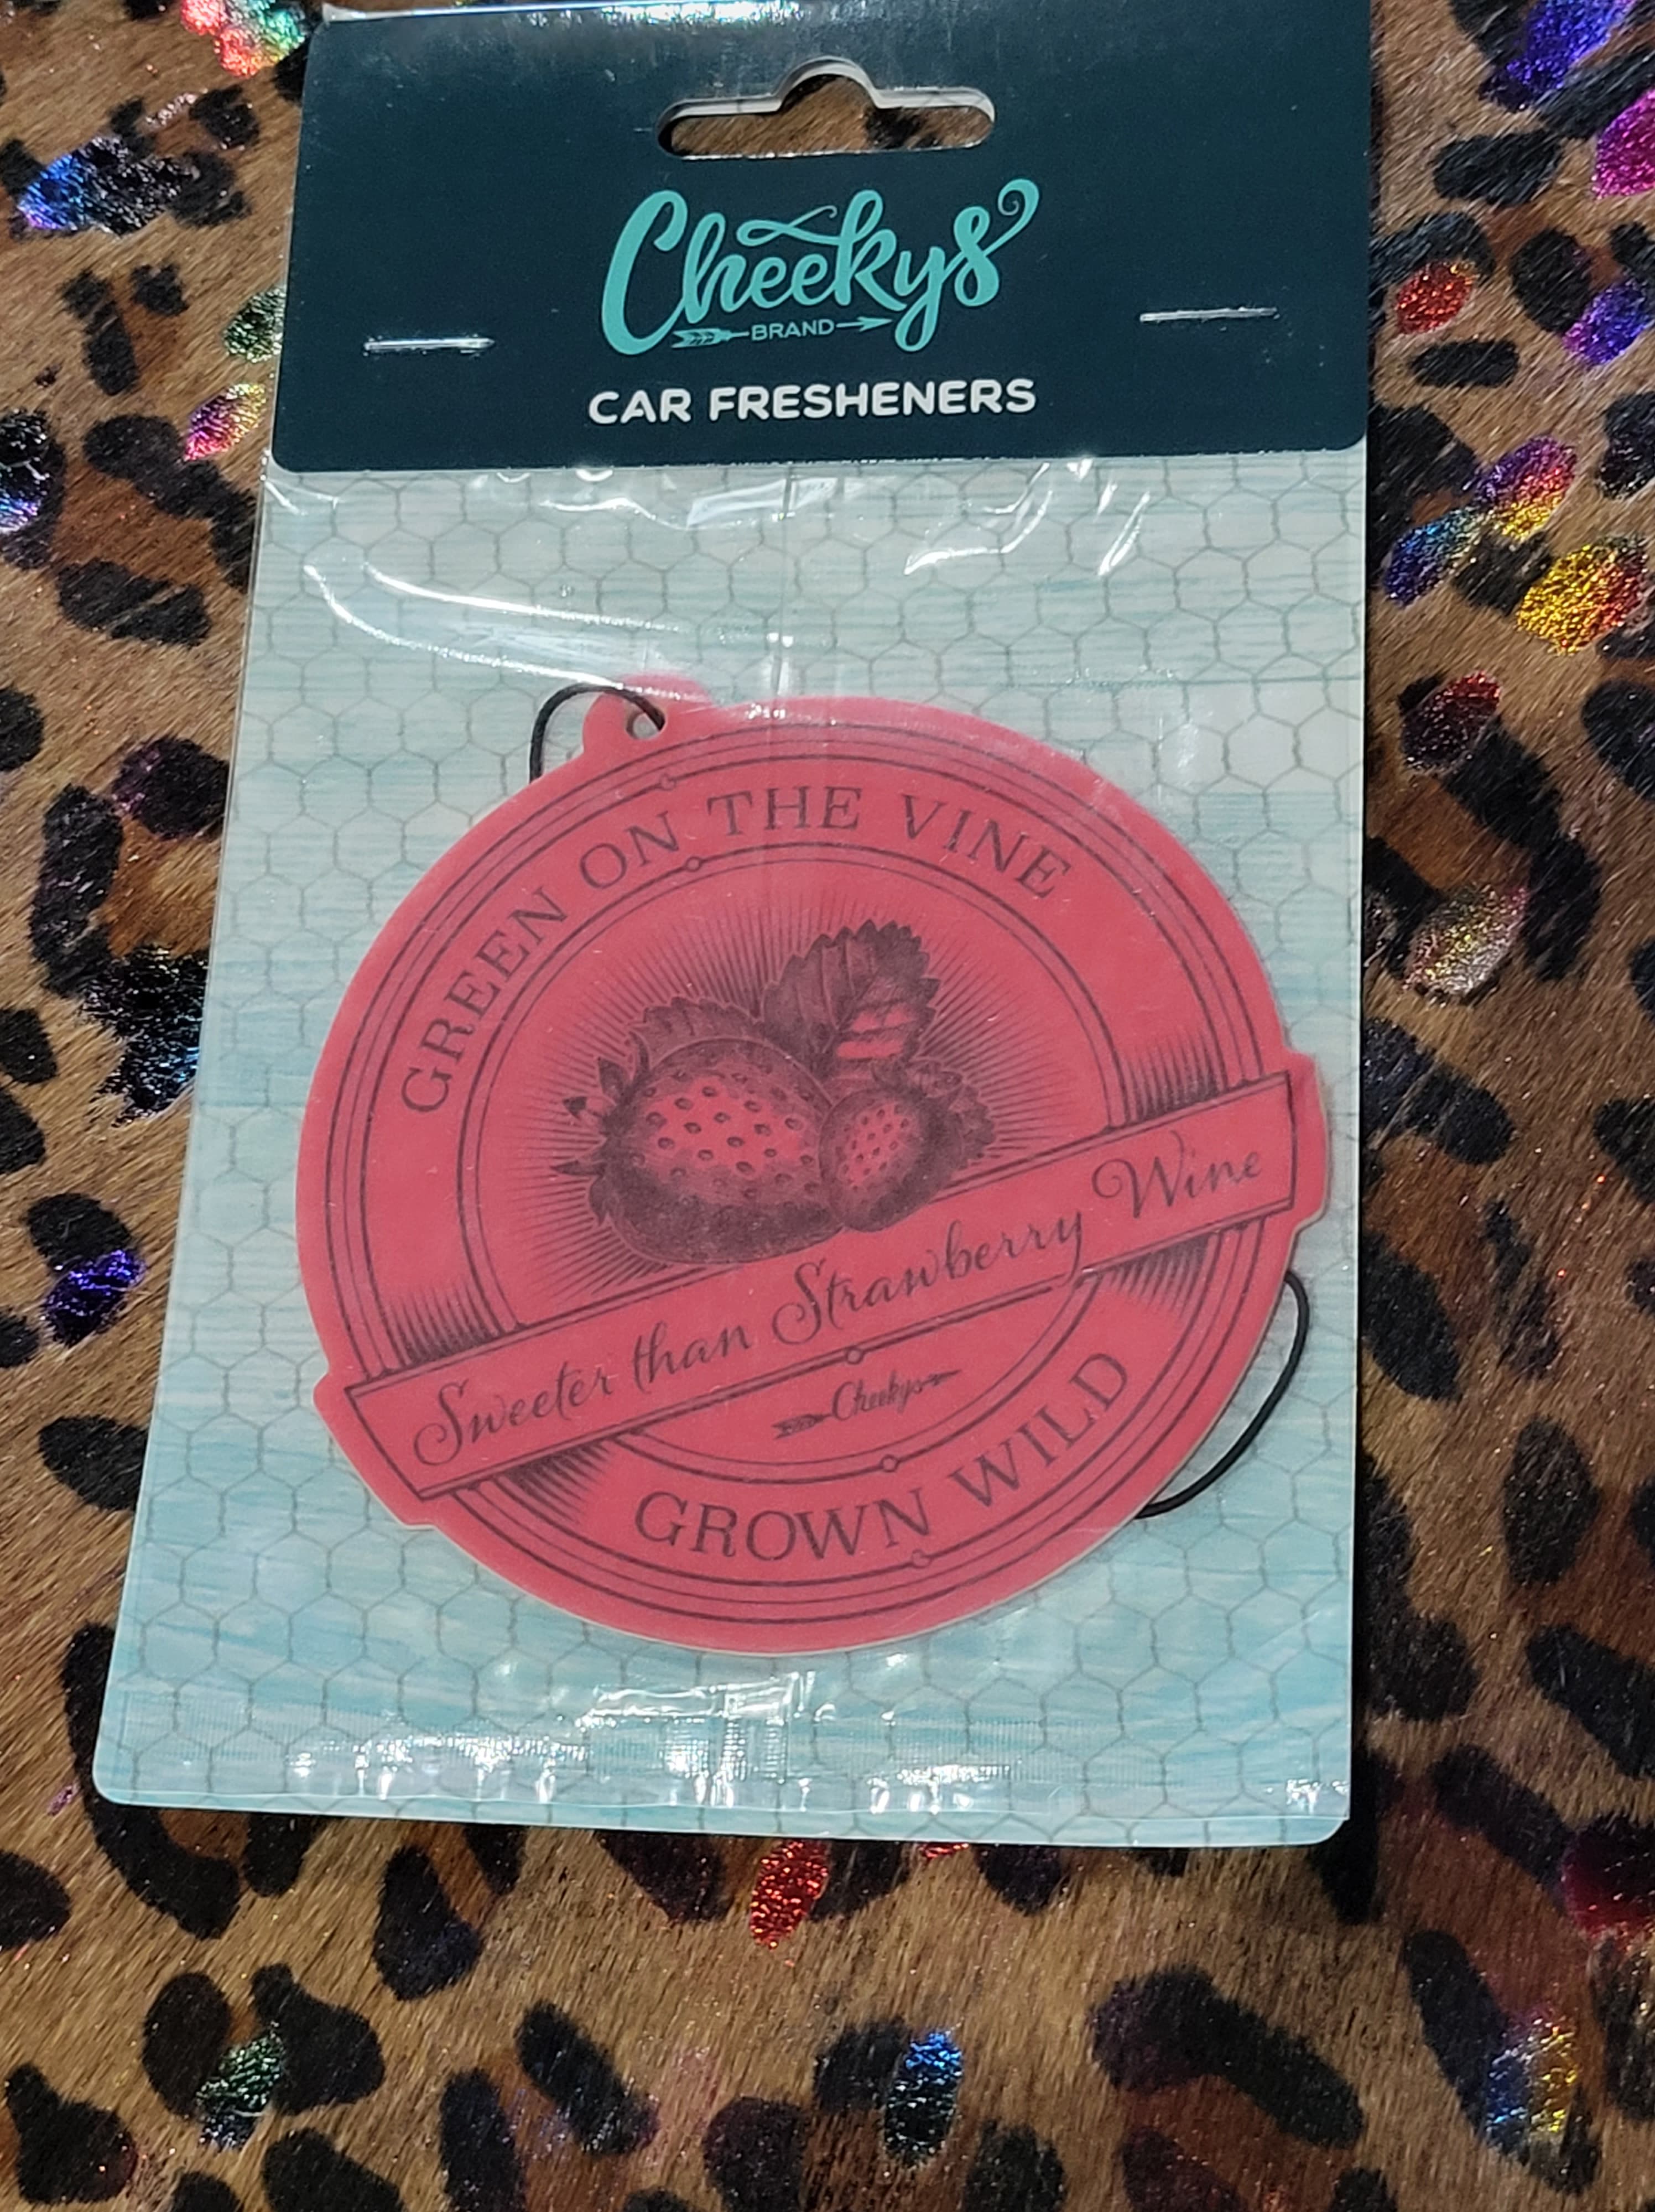 Cheekys
BRAND
CAR FRESHENERS
GREEN ON THE VINE
Sweeter than Strawberry Wine
Cheekys
GROWN WILD